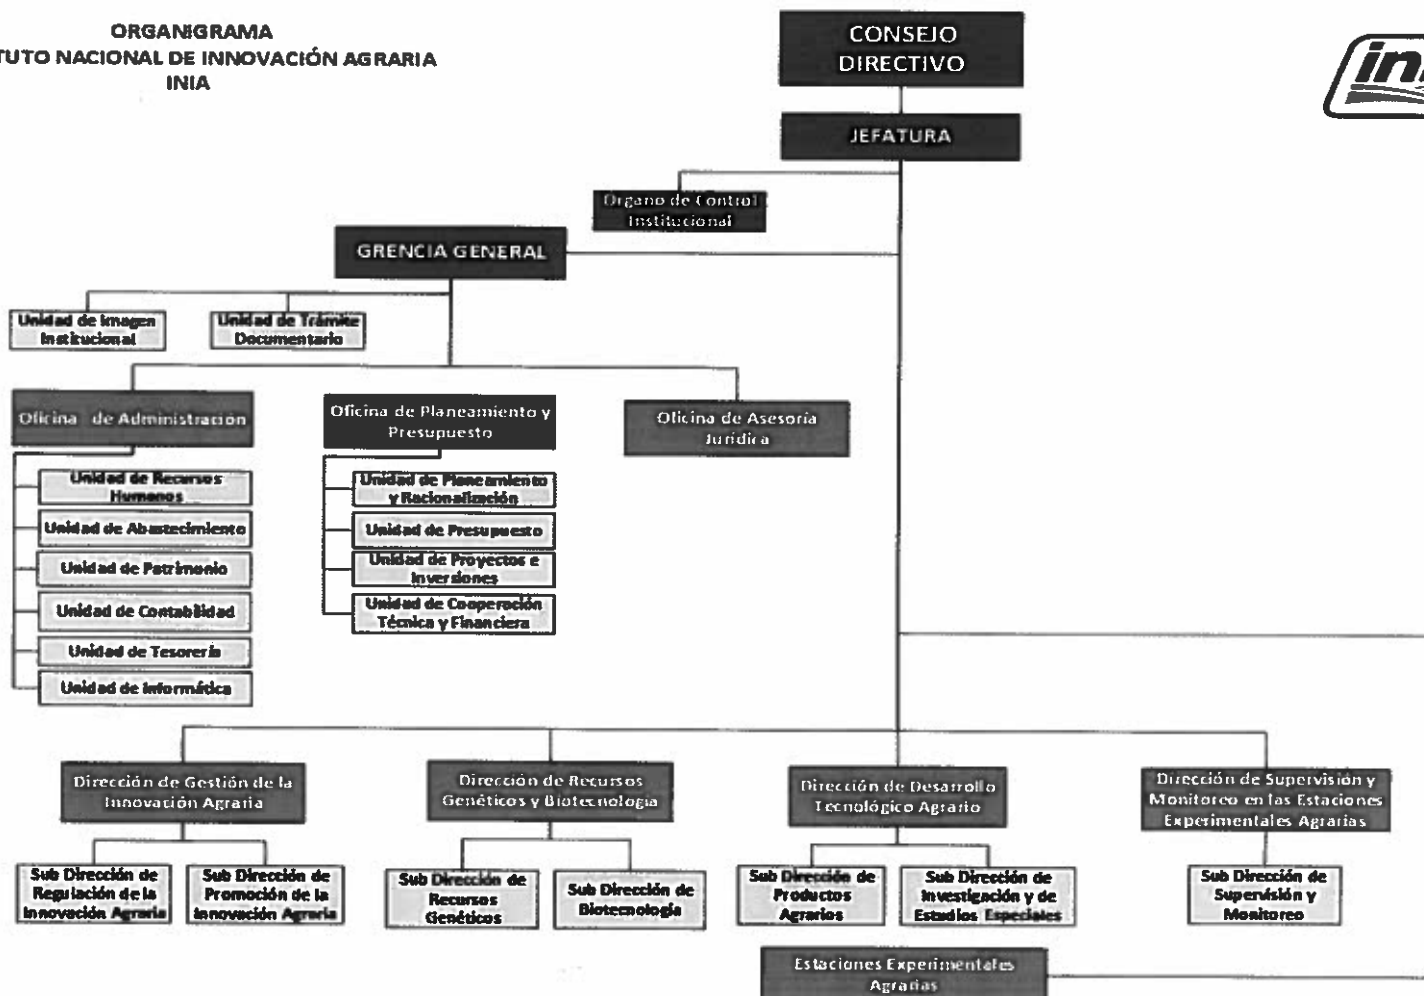 ORGANIGRAMA
TUTO NACIONAL DE INNOVACIÓN AGRARIA
INIA
CONSEJO
DIRECTIVO
JEFATURA
Órgano de Control
Institucional
GRENCIA GENERAL
Unidad de Imagen
Institucional
Unidad de Trámite
Documentario
Oficina de Administración
Oficina de Planeamiento y
Presupuesto
Oficina de Asesoría
Jurídica
Unidad de Recursos
Humanos
Unidad de Abastecimiento
Unidad de Patrimonio
Unidad de Contabilidad
Unidad de Tesorería
Unidad de Informática
Unidad de Planeamiento
y Racionalización
Unidad de Presupuesto
Unidad de Proyectos e
Inversiones
Unidad de Cooperación
Técnica y Financiera
Dirección de Gestión de la
Innovación Agraria
Dirección de Recursos
Genéticos y Biotecnología
Dirección de Desarrollo
Tecnológico Agrario
Dirección de Supervisión y
Monitoreo en las Estaciones
Experimentales Agrarias
Sub Dirección de
Regulación de la
Innovación Agraria
Sub Dirección de
Promoción de la
Innovación Agraria
Sub Dirección de
Recursos
Genéticos
Sub Dirección de
Biotecnología
Sub Dirección de
Productos
Agrarios
Sub Dirección de
Investigación y de
Estudios Especiales
Sub Dirección de
Supervisión y
Monitoreo
Estaciones Experimentales
Agrarias